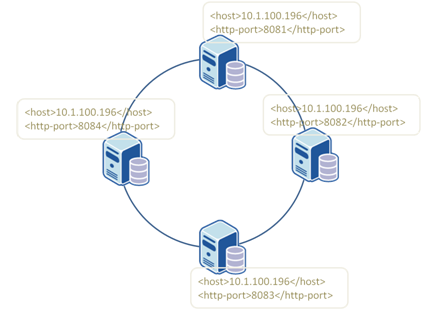 <host>10.1.100.196</host>
<http-port>8081</http-port>
<host>10.1.100.196</host>
<http-port>8084</http-port>
<host>10.1.100.196</host>
<http-port>8082</http-port>
<host>10.1.100.196</host>
<http-port>8083</http-port>